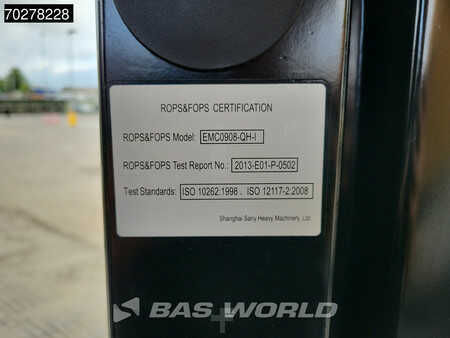 70278228
ROPS&FOPS CERTIFICATION
ROPS&FOPS Model: EMC0908-QH-I
ROPS&FOPS Test Report No.: 2013-E01-P-0502
Test Standards: ISO 10262:1998 . ISO 12117-2:2008
Shanghai Sany Heavy Machinery, Ltd.
BAS WORLD